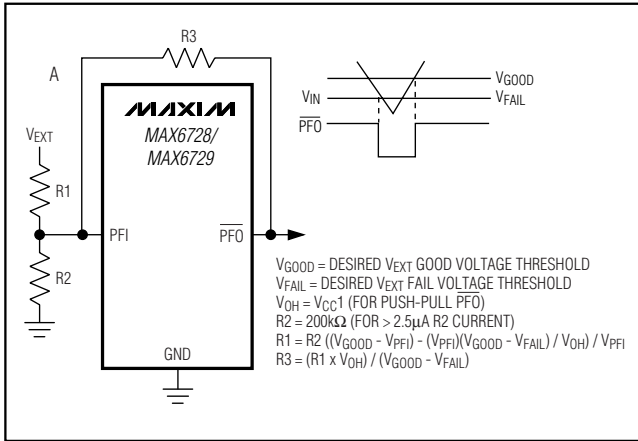 R3
A
MAXIM
VGOOD
VIN
VFAIL
MAX6728/
MAX6729
PFO
VEXT
R1
PFI
PFO
R2
VGOOD = DESIRED VEXT GOOD VOLTAGE THRESHOLD
VFAIL = DESIRED VEXT FAIL VOLTAGE THRESHOLD
VOH = VCC1 (FOR PUSH-PULL PFO)
R2 = 200kΩ (FOR > 2.5µA R2 CURRENT)
GND
R1 = R2 ((VGOOD - VPFI) - (VPFI)(VGOOD - VFAIL) / VOH) / VPFI
R3 = (R1 x VOH) / (VGOOD - VFAIL)